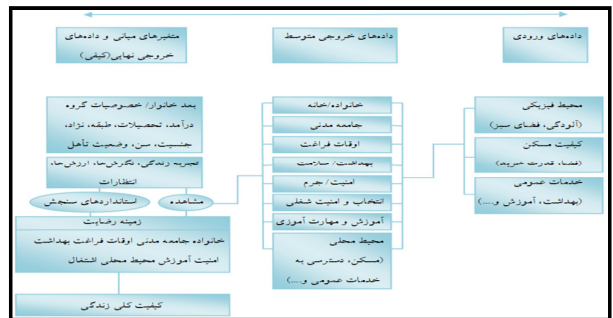 داده‌های ورودی
داده‌های خروجی متوسط
متغیرهای میانی و داده‌های
خروجی نهایی(کیفی)
محیط فیزیکی
(آلودگی، فضای سبز)
کیفیت مسکن
(فضا، قدرت خرید)
خدمات عمومی
(بهداشت، آموزش و....)
خانواده/خانه
جامعه مدنی
اوقات فراغت
بهداشت/ سلامت
امنیت/ جرم
انتخاب و امنیت شغلی
آموزش و مهارت آموزی
محیط محلی
(مسکن، دسترسی به
خدمات عمومی و....)
بعد خانوار/ خصوصیات گروه
درآمد، تحصیلات، طبقه، نژاد،
جنسیت، سن، وضعیت تأهل
تجربه زندگی، نگرش‌ها، ارزش‌ها،
انتظارات
مشاهده
استانداردهای سنجش
زمینه رضایت
خانواده جامعه مدنی اوقات فراغت بهداشت
امنیت آموزش محیط محلی اشتغال
کیفیت کلی زندگی